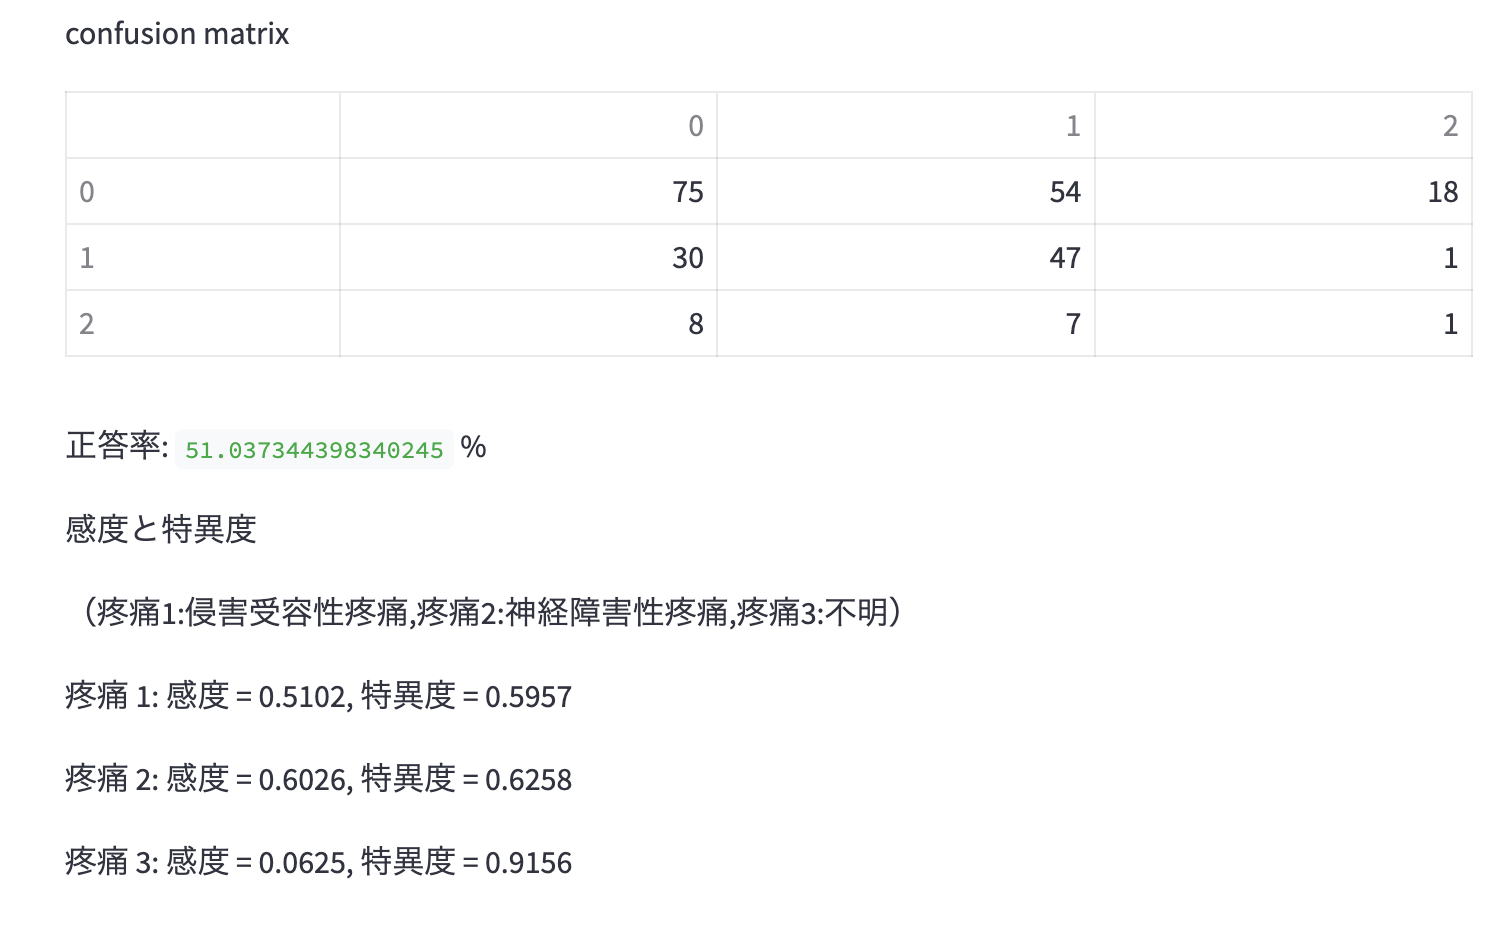 confusion matrix
0 1 2
0 75 54 18
1 30 47 1
2 8 7 1
正答率: 51.037344398340245 %
感度と特異度
（疼痛1:侵害受容性疼痛,疼痛2:神経障害性疼痛,疼痛3:不明）
疼痛 1: 感度 = 0.5102, 特異度 = 0.5957
疼痛 2: 感度 = 0.6026, 特異度 = 0.6258
疼痛 3: 感度 = 0.0625, 特異度 = 0.9156